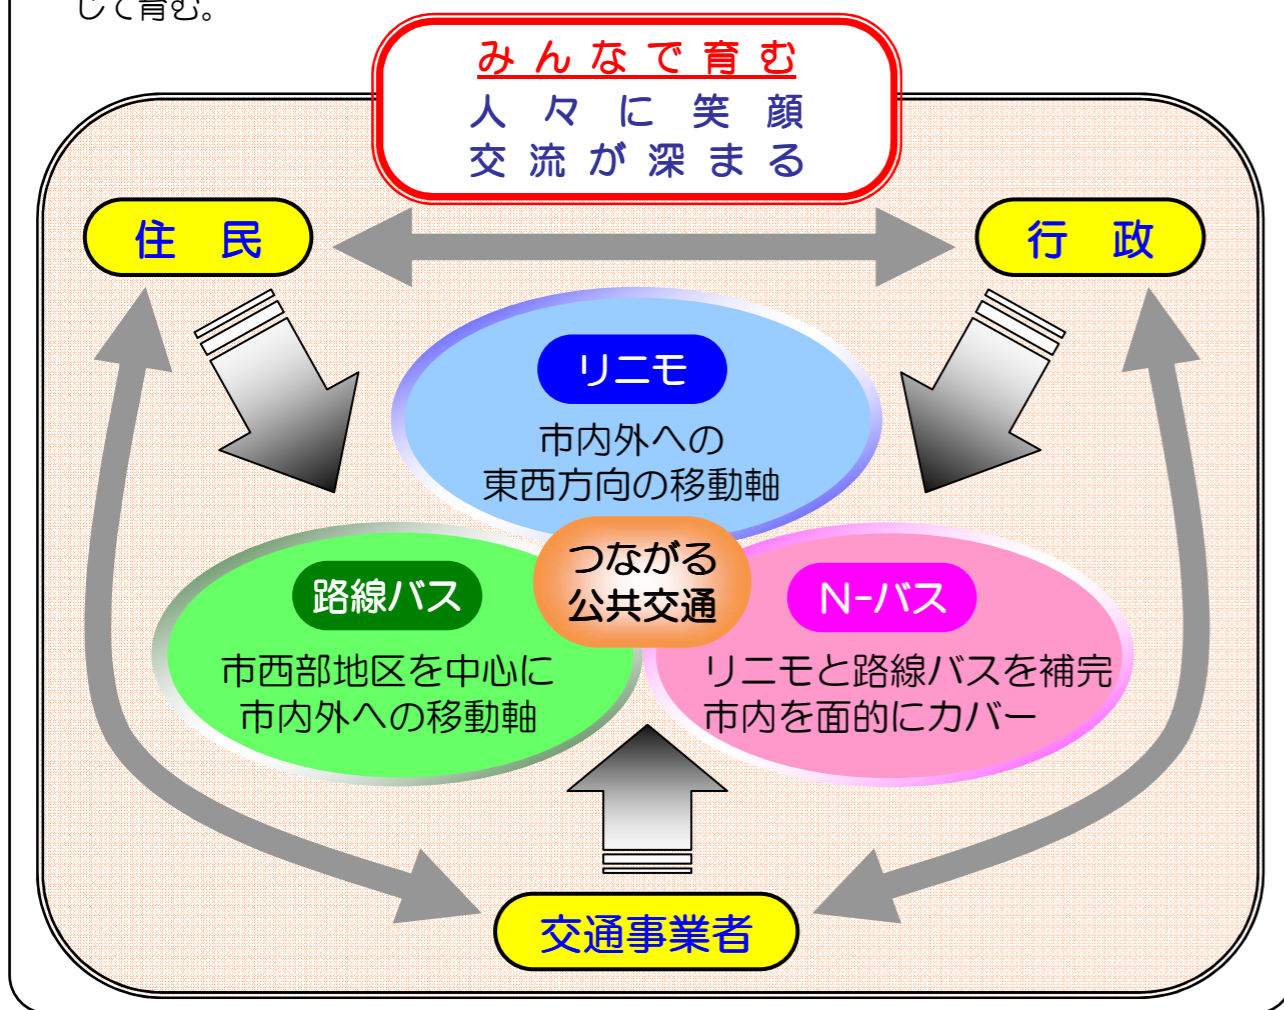 じて育む。
みんなで育む
人々に笑顔
交流が深まる
住 民
行 政
リニモ
市内外への
東西方向の移動軸
つながる
公共交通
路線バス
市西部地区を中心に
市内外への移動軸
N-バス
リニモと路線バスを補完
市内を面的にカバー
交通事業者